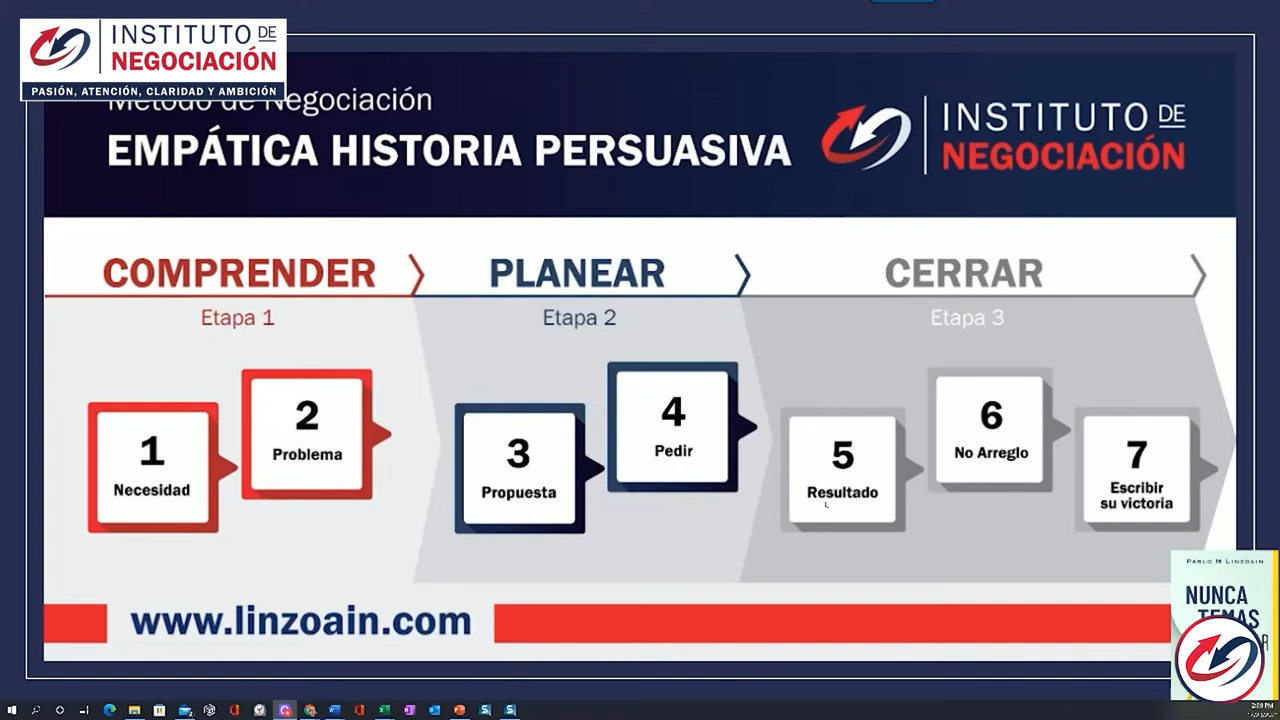 INSTITUTO DE
NEGOCIACIÓN
PASIÓN, ATENCIÓN, CLARIDAD Y AMBICIÓN
Método de Negociación
EMPÁTICA HISTORIA PERSUASIVA
INSTITUTO DE
NEGOCIACIÓN
COMPRENDER
PLANEAR
CERRAR
Etapa 1
Etapa 2
Etapa 3
1
Necesidad
2
Problema
3
Propuesta
4
Pedir
5
Resultado
6
No Arreglo
7
Escribir
su victoria
www.linzoain.com
PABLO M LINZOAIN
NUNCA
TEMAS